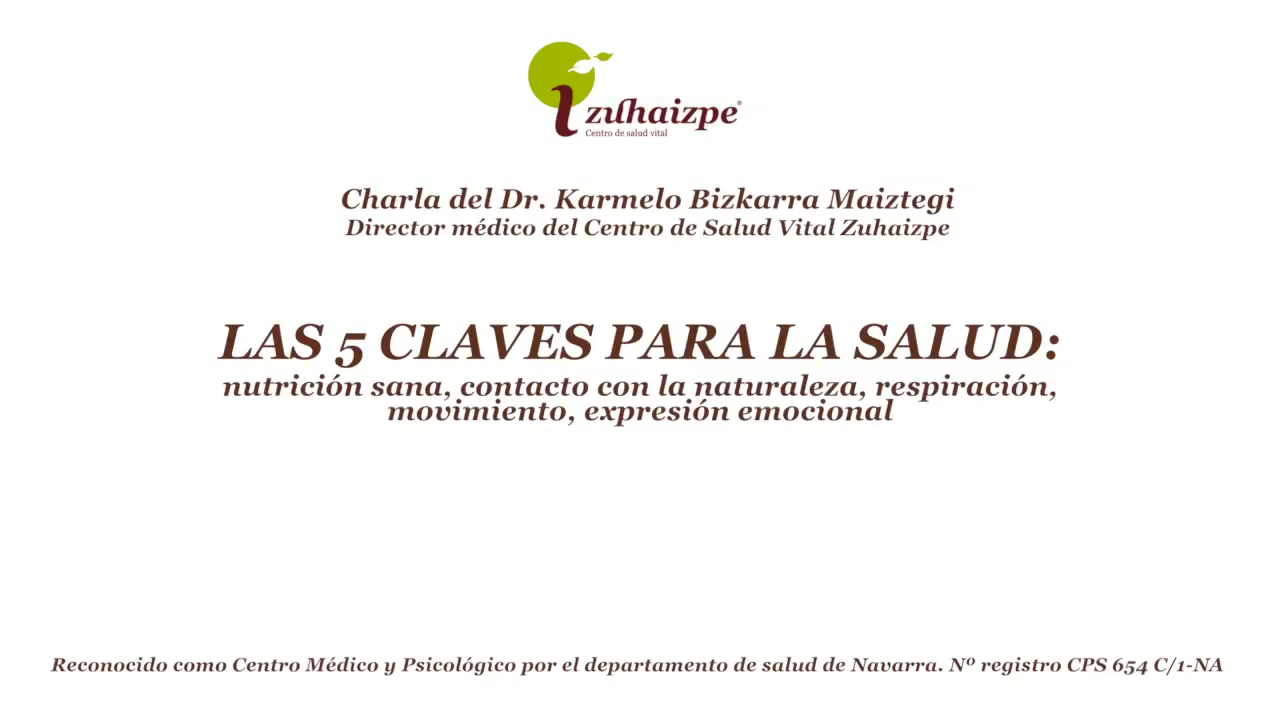 zuhaizpe®
Centro de salud vital
Charla del Dr. Karmelo Bizkarra Maiztegi
Director médico del Centro de Salud Vital Zuhaizpe
LAS 5 CLAVES PARA LA SALUD:
nutrición sana, contacto con la naturaleza, respiración,
movimiento, expresión emocional
Reconocido como Centro Médico y Psicológico por el departamento de salud de Navarra. Nº registro CPS 654 C/1-NA